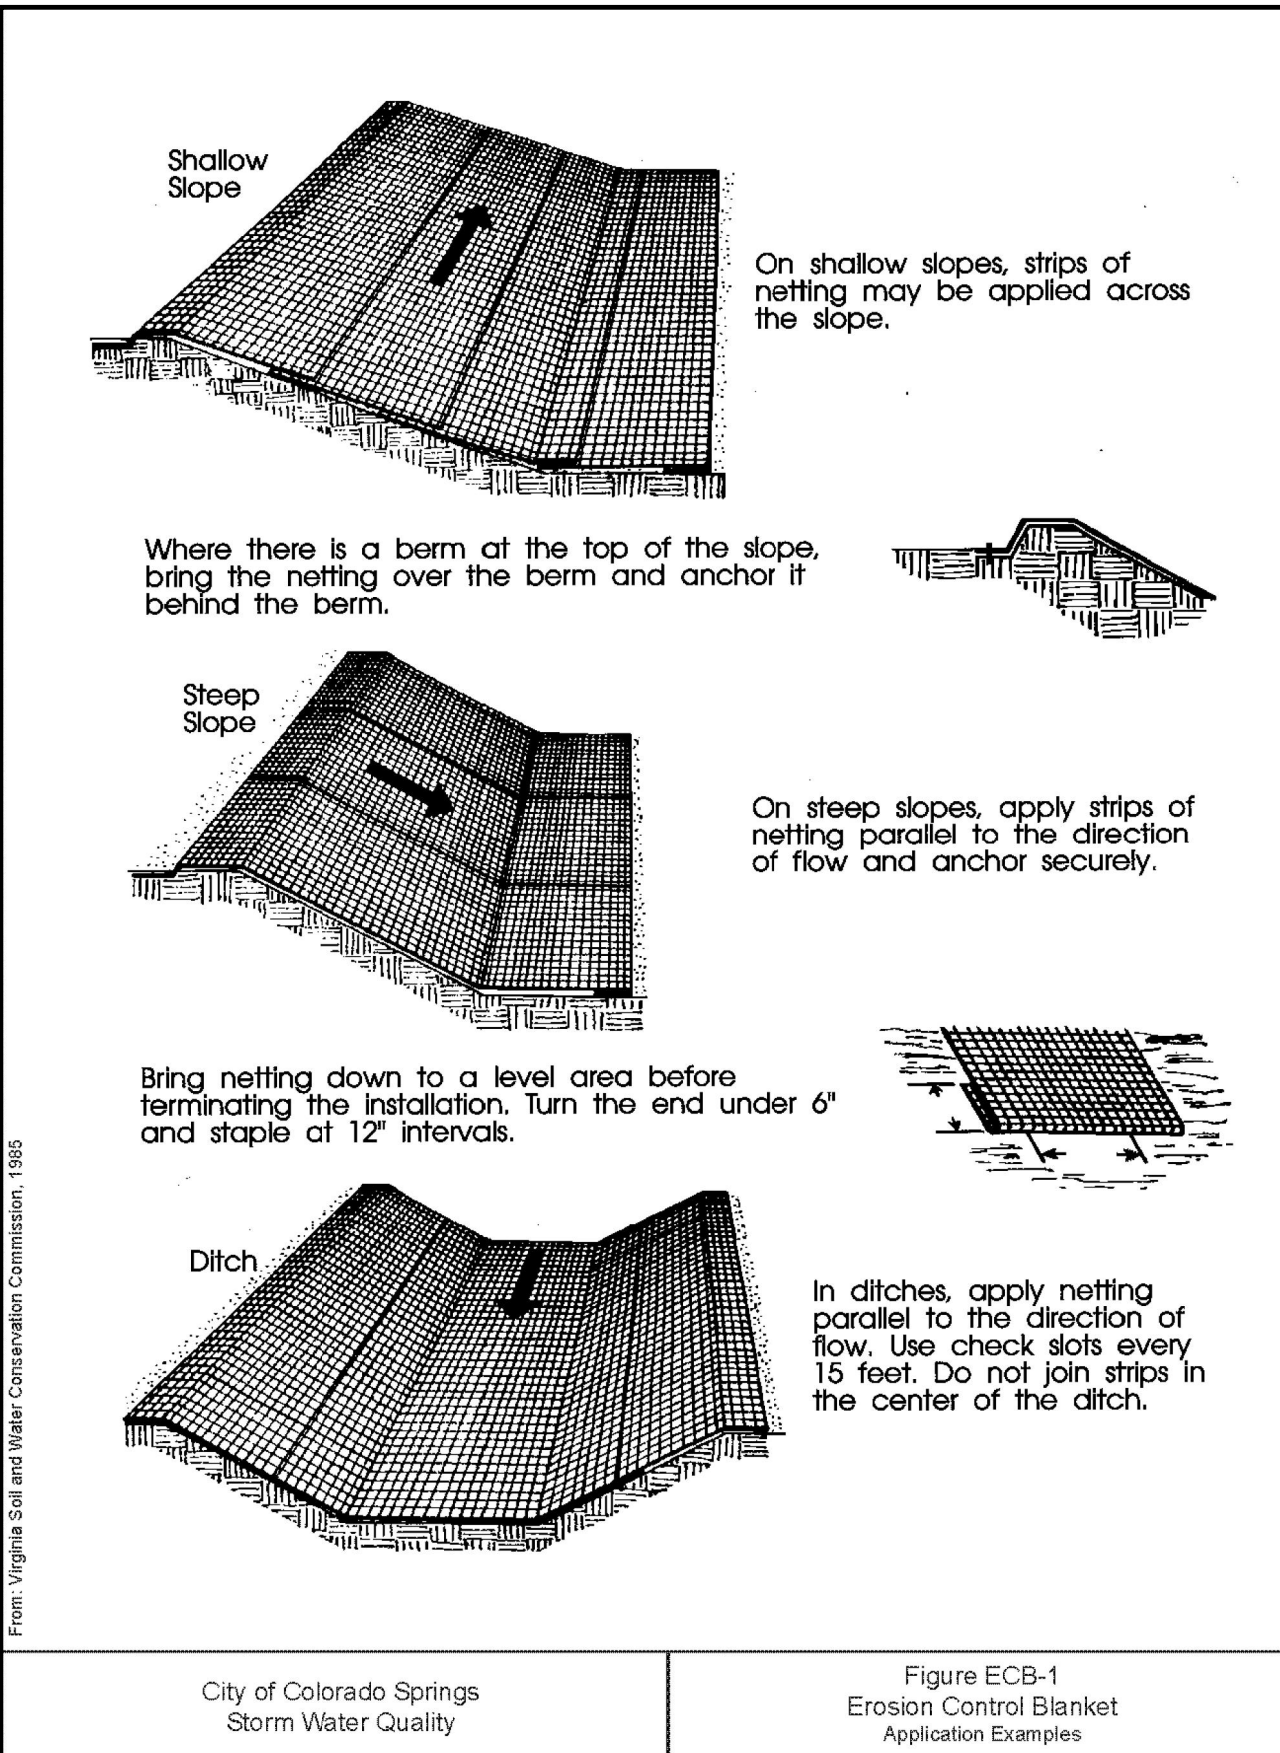 Shallow
Slope
On shallow slopes, strips of
netting may be applied across
the slope.
Where there is a berm at the top of the slope,
bring the netting over the berm and anchor it
behind the berm.
Steep
Slope
On steep slopes, apply strips of
netting parallel to the direction
of flow and anchor securely.
Bring netting down to a level area before
terminating the installation. Turn the end under 6"
and staple at 12" intervals.
Ditch
In ditches, apply netting
parallel to the direction of
flow. Use check slots every
15 feet. Do not join strips in
the center of the ditch.
From: Virginia Soil and Water Conservation Commission, 1985
City of Colorado Springs
Storm Water Quality
Figure ECB-1
Erosion Control Blanket
Application Examples